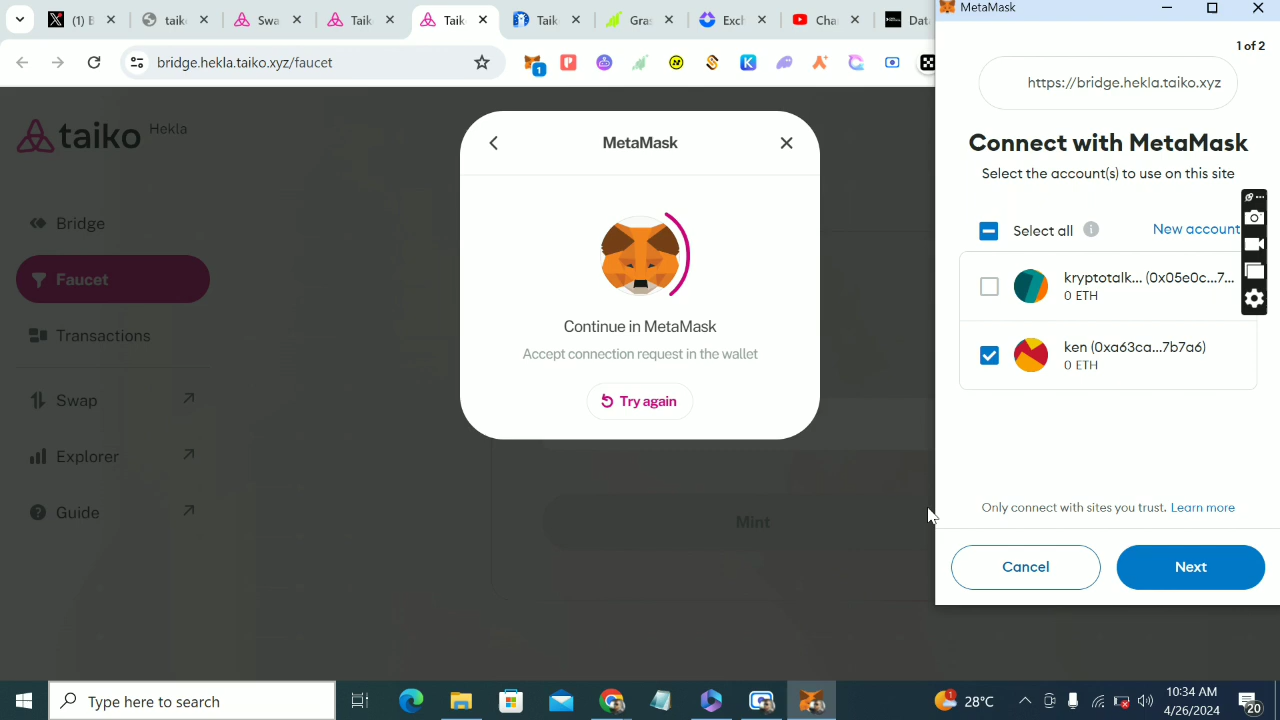 (1) B
taik
Swa
Taik
Taik
Taik
Gra
Exch
Cha
Dat
MetaMask
bridge.hekla.taiko.xyz/faucet
1
1 of 2
https://bridge.hekla.taiko.xyz
taiko Hekla
MetaMask
Connect with MetaMask
Select the account(s) to use on this site
Bridge
Select all
New account
Faucet
kryptotalk... (0x05e0c...7...
0 ETH
Continue in MetaMask
Transactions
Accept connection request in the wallet
ken (0xa63ca...7b7a6)
0 ETH
Swap
Try again
Explorer
Guide
Mint
Only connect with sites you trust. Learn more
Cancel
Next
Type here to search
1
28°C
10:34 AM
4/26/2024
20